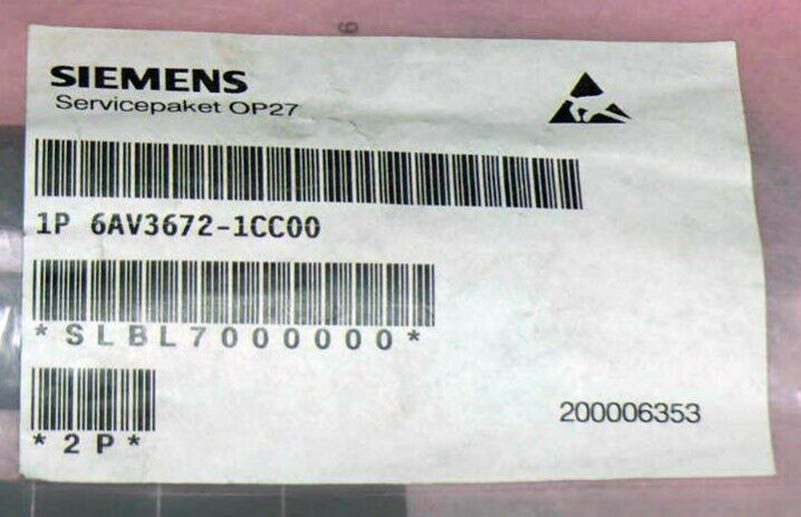 SIEMENS
Servicepaket OP27
1P 6AV3672-1CC00
*SLBL7000000*
*2P*
200006353